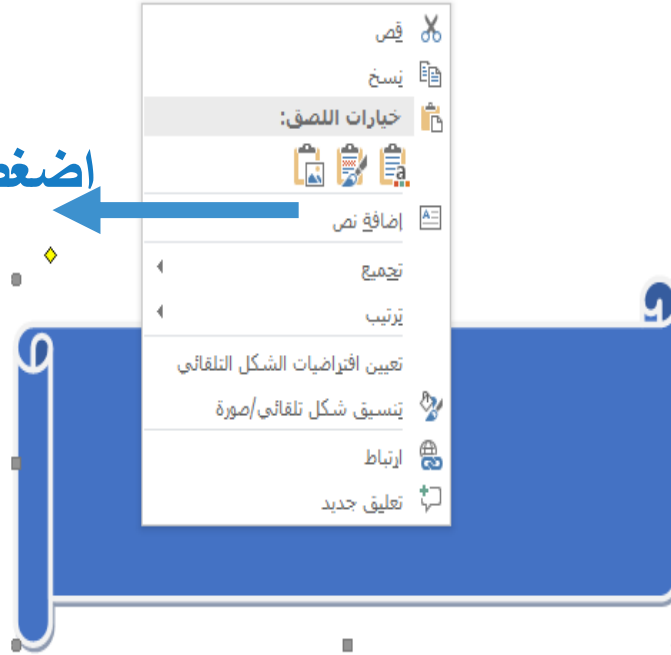 قص
نسخ
خيارات اللصق:
إضافة نص
تجميع
ترتيب
تعيين افتراضيات الشكل التلقائي
تنسيق شكل تلقائي/صورة
ارتباط
تعليق جديد